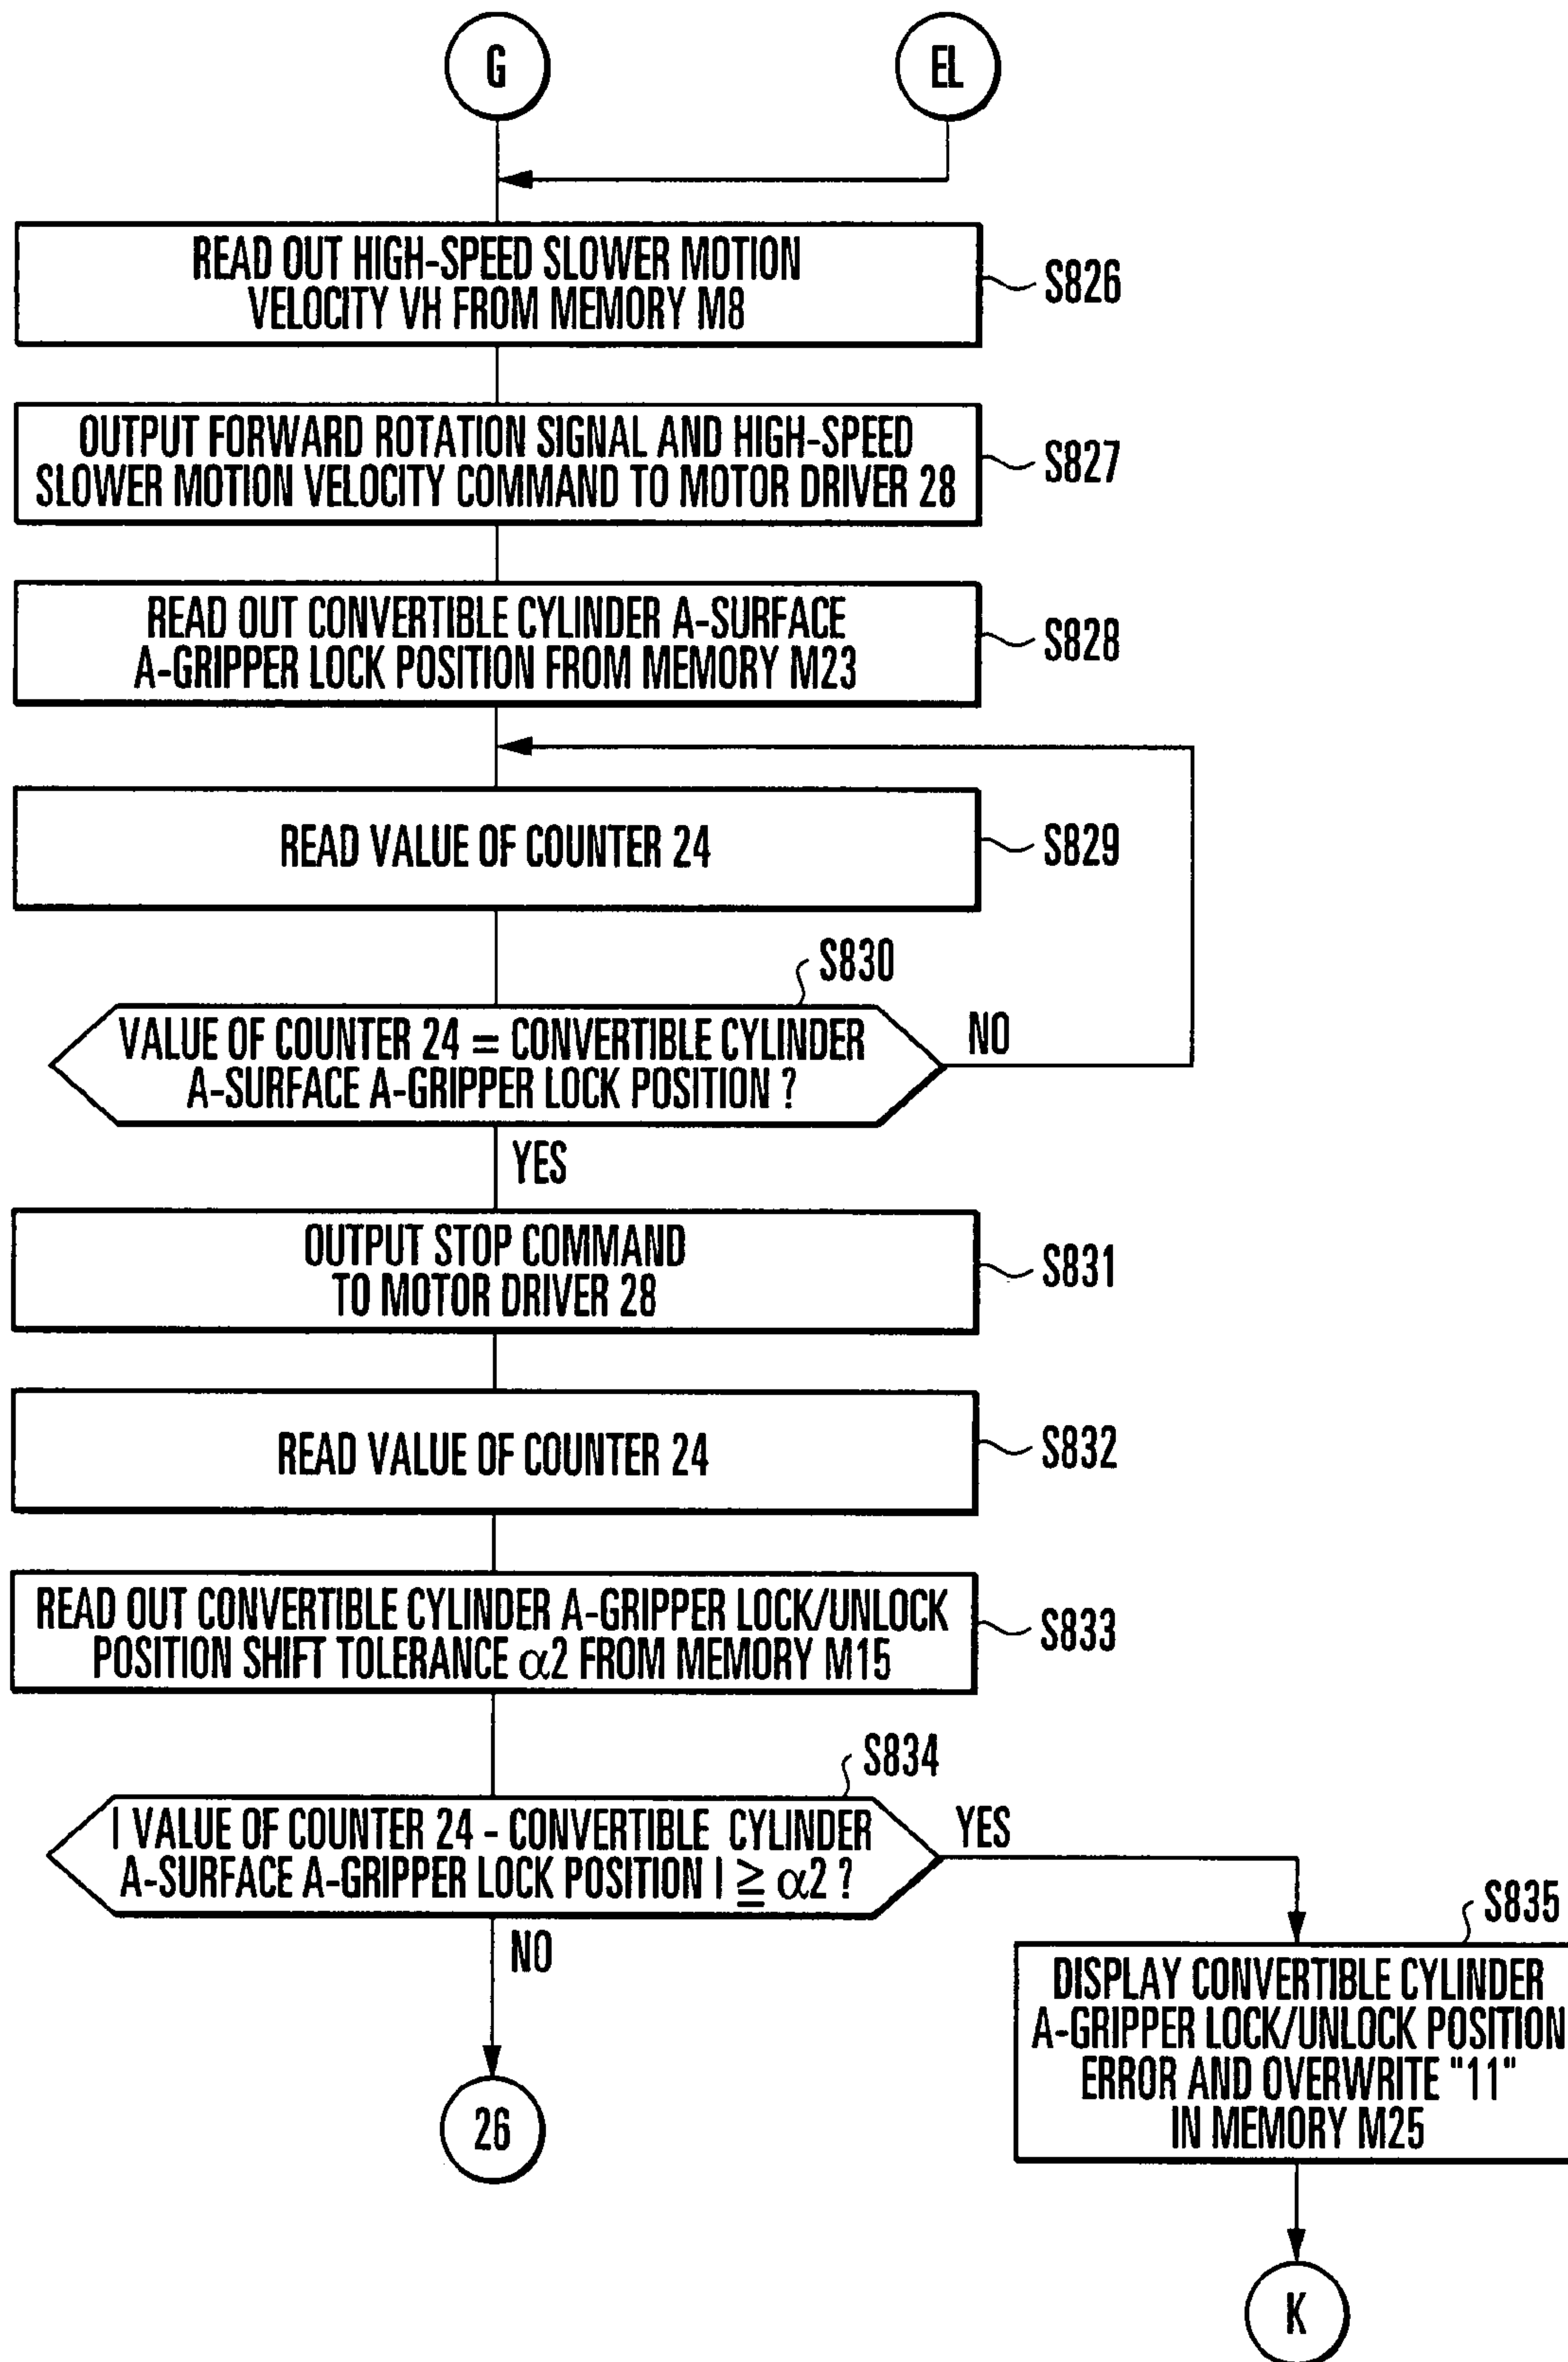 G
EL
READ OUT HIGH-SPEED SLOWER MOTION
VELOCITY VH FROM MEMORY M8
S826
OUTPUT FORWARD ROTATION SIGNAL AND HIGH-SPEED
SLOWER MOTION VELOCITY COMMAND TO MOTOR DRIVER 28
S827
READ OUT CONVERTIBLE CYLINDER A-SURFACE
A-GRIPPER LOCK POSITION FROM MEMORY M23
S828
READ VALUE OF COUNTER 24
S829
S830
VALUE OF COUNTER 24 = CONVERTIBLE CYLINDER
A-SURFACE A-GRIPPER LOCK POSITION ?
NO
YES
OUTPUT STOP COMMAND
TO MOTOR DRIVER 28
S831
READ VALUE OF COUNTER 24
S832
READ OUT CONVERTIBLE CYLINDER A-GRIPPER LOCK/UNLOCK
POSITION SHIFT TOLERANCE α2 FROM MEMORY M15
S833
S834
| VALUE OF COUNTER 24 - CONVERTIBLE CYLINDER
A-SURFACE A-GRIPPER LOCK POSITION | ≧ α2 ?
YES
NO
S835
DISPLAY CONVERTIBLE CYLINDER
A-GRIPPER LOCK/UNLOCK POSITION
ERROR AND OVERWRITE "11"
IN MEMORY M25
26
K